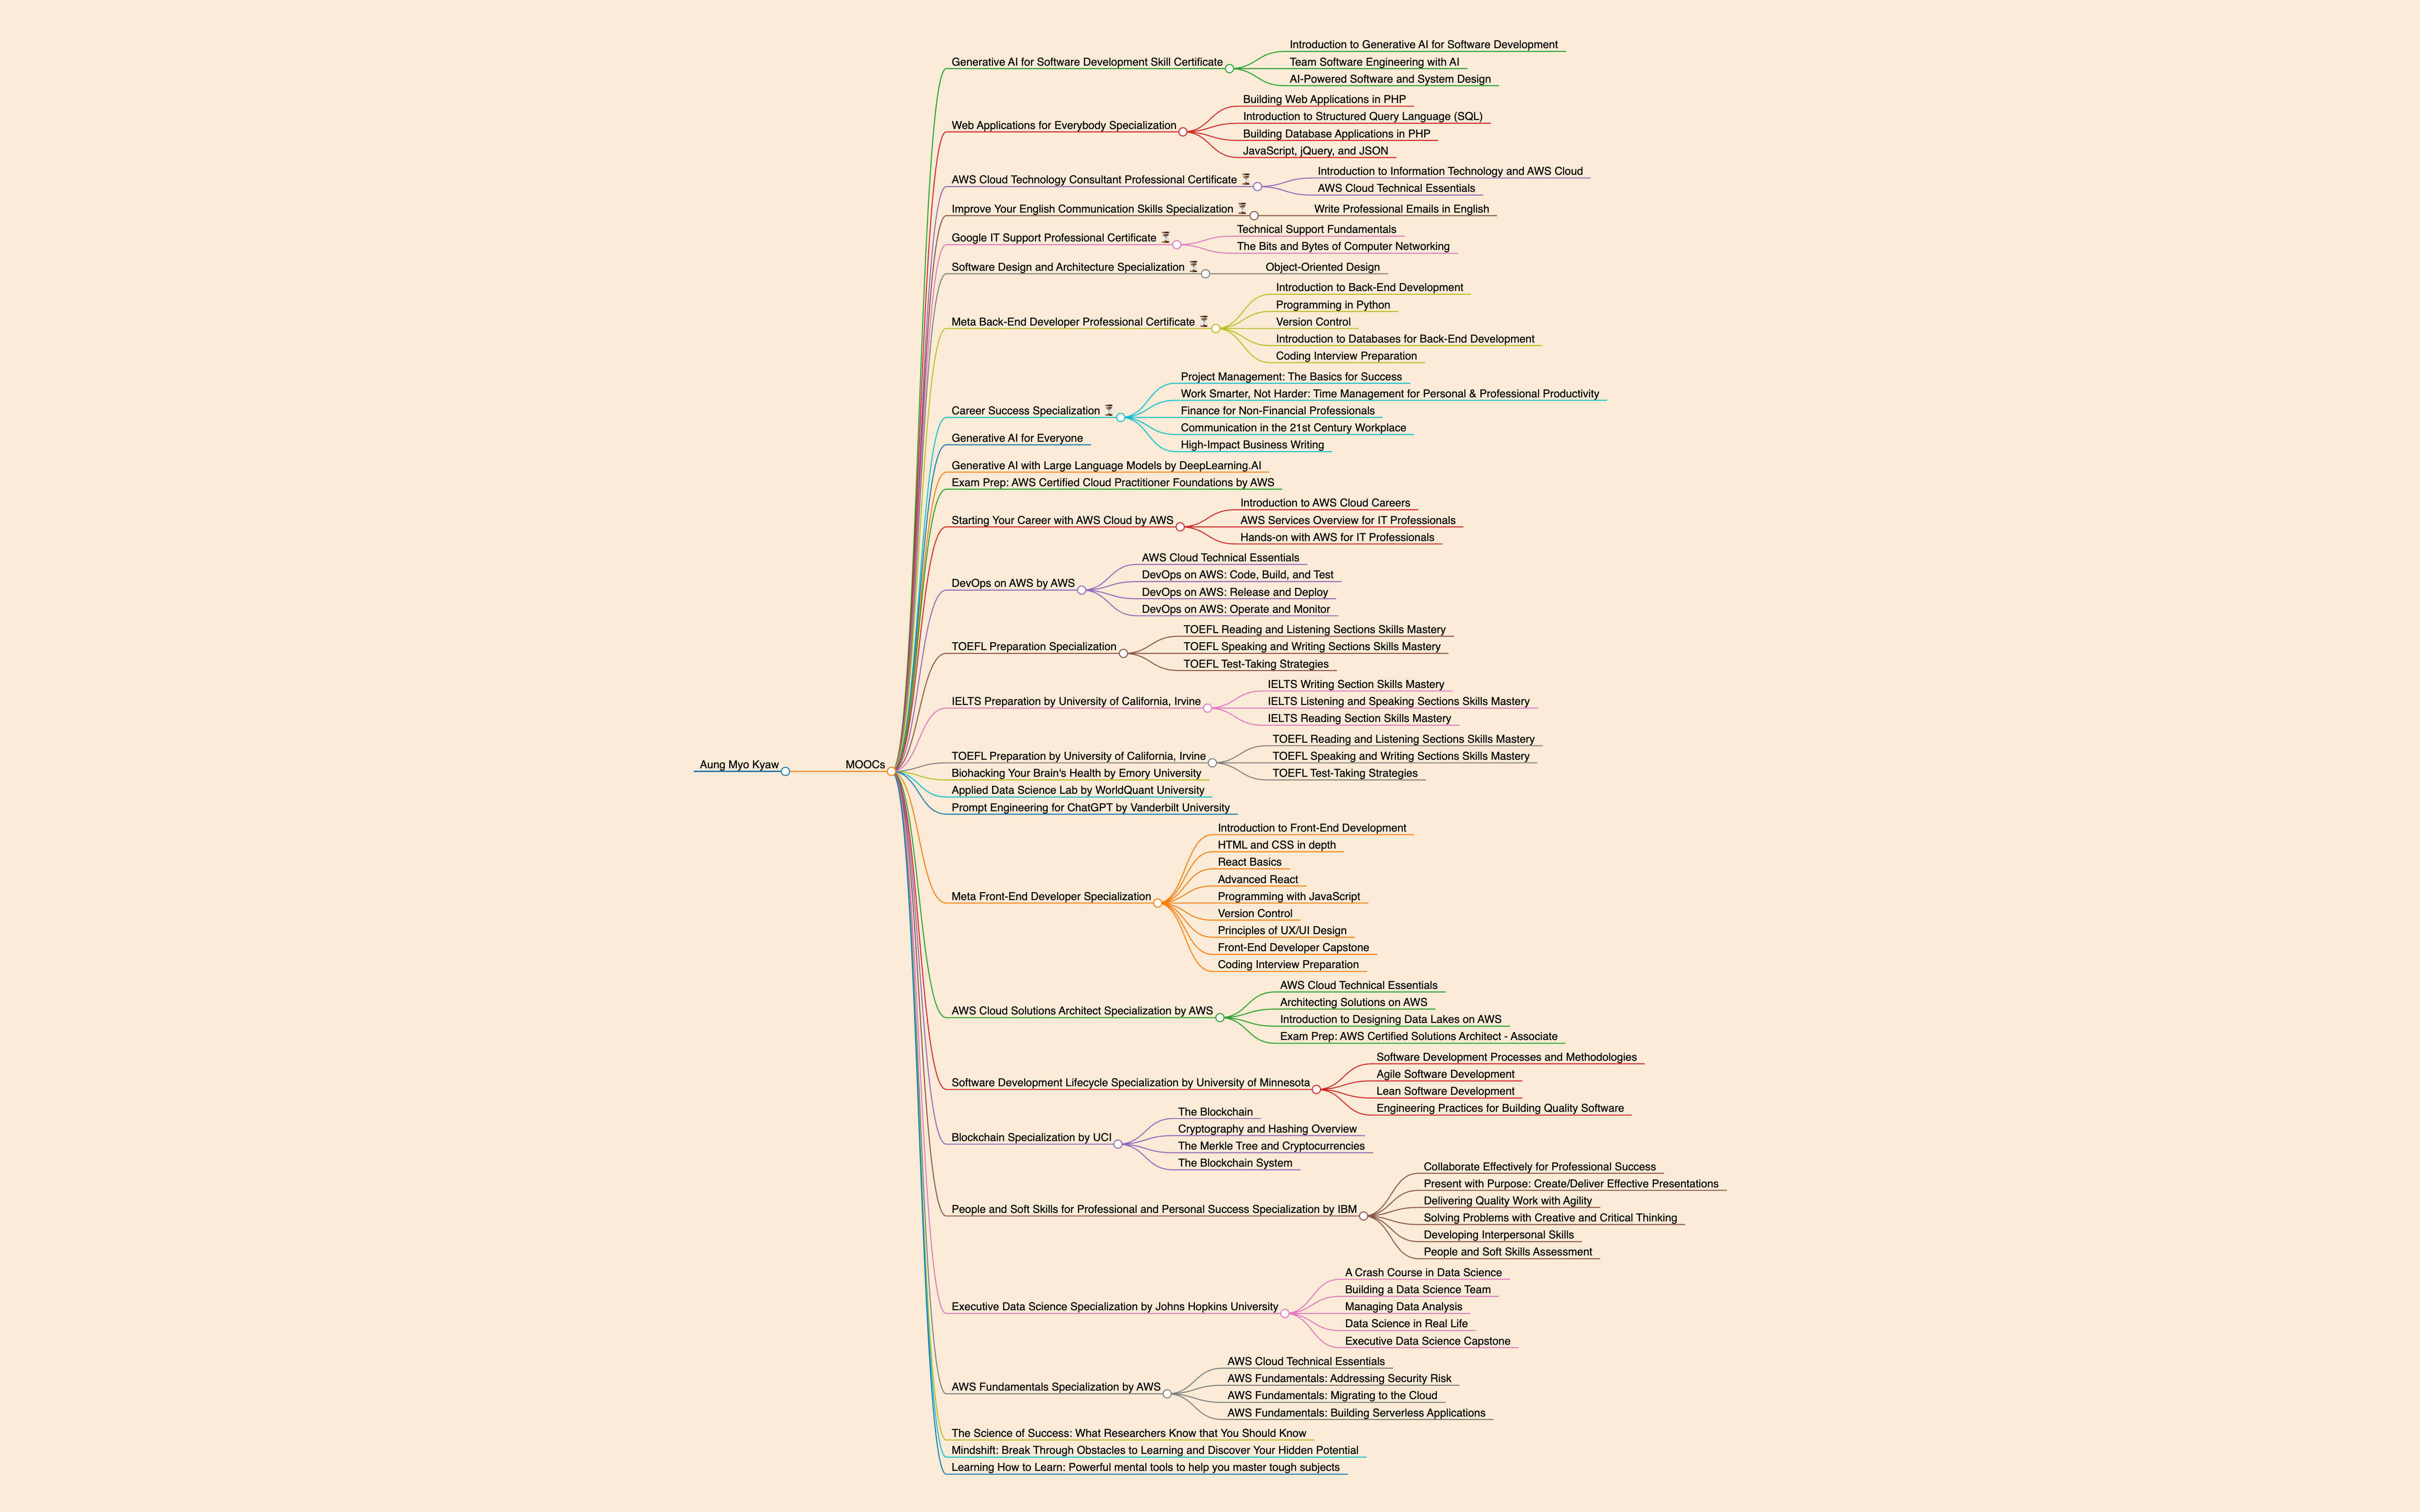 Aung Myo Kyaw
MOOCs
Generative AI for Software Development Skill Certificate
Introduction to Generative AI for Software Development
Team Software Engineering with AI
AI-Powered Software and System Design
Web Applications for Everybody Specialization
Building Web Applications in PHP
Introduction to Structured Query Language (SQL)
Building Database Applications in PHP
JavaScript, jQuery, and JSON
AWS Cloud Technology Consultant Professional Certificate ⏳
Introduction to Information Technology and AWS Cloud
AWS Cloud Technical Essentials
Improve Your English Communication Skills Specialization ⏳
Write Professional Emails in English
Google IT Support Professional Certificate ⏳
Technical Support Fundamentals
The Bits and Bytes of Computer Networking
Software Design and Architecture Specialization ⏳
Object-Oriented Design
Meta Back-End Developer Professional Certificate ⏳
Introduction to Back-End Development
Programming in Python
Version Control
Introduction to Databases for Back-End Development
Coding Interview Preparation
Career Success Specialization ⏳
Project Management: The Basics for Success
Work Smarter, Not Harder: Time Management for Personal & Professional Productivity
Finance for Non-Financial Professionals
Communication in the 21st Century Workplace
High-Impact Business Writing
Generative AI for Everyone
Generative AI with Large Language Models by DeepLearning.AI
Exam Prep: AWS Certified Cloud Practitioner Foundations by AWS
Starting Your Career with AWS Cloud by AWS
Introduction to AWS Cloud Careers
AWS Services Overview for IT Professionals
Hands-on with AWS for IT Professionals
DevOps on AWS by AWS
AWS Cloud Technical Essentials
DevOps on AWS: Code, Build, and Test
DevOps on AWS: Release and Deploy
DevOps on AWS: Operate and Monitor
TOEFL Preparation Specialization
TOEFL Reading and Listening Sections Skills Mastery
TOEFL Speaking and Writing Sections Skills Mastery
TOEFL Test-Taking Strategies
IELTS Preparation by University of California, Irvine
IELTS Writing Section Skills Mastery
IELTS Listening and Speaking Sections Skills Mastery
IELTS Reading Section Skills Mastery
TOEFL Preparation by University of California, Irvine
TOEFL Reading and Listening Sections Skills Mastery
TOEFL Speaking and Writing Sections Skills Mastery
TOEFL Test-Taking Strategies
Biohacking Your Brain's Health by Emory University
Applied Data Science Lab by WorldQuant University
Prompt Engineering for ChatGPT by Vanderbilt University
Meta Front-End Developer Specialization
Introduction to Front-End Development
HTML and CSS in depth
React Basics
Advanced React
Programming with JavaScript
Version Control
Principles of UX/UI Design
Front-End Developer Capstone
Coding Interview Preparation
AWS Cloud Solutions Architect Specialization by AWS
AWS Cloud Technical Essentials
Architecting Solutions on AWS
Introduction to Designing Data Lakes on AWS
Exam Prep: AWS Certified Solutions Architect - Associate
Software Development Lifecycle Specialization by University of Minnesota
Software Development Processes and Methodologies
Agile Software Development
Lean Software Development
Engineering Practices for Building Quality Software
Blockchain Specialization by UCI
The Blockchain
Cryptography and Hashing Overview
The Merkle Tree and Cryptocurrencies
The Blockchain System
People and Soft Skills for Professional and Personal Success Specialization by IBM
Collaborate Effectively for Professional Success
Present with Purpose: Create/Deliver Effective Presentations
Delivering Quality Work with Agility
Solving Problems with Creative and Critical Thinking
Developing Interpersonal Skills
People and Soft Skills Assessment
Executive Data Science Specialization by Johns Hopkins University
A Crash Course in Data Science
Building a Data Science Team
Managing Data Analysis
Data Science in Real Life
Executive Data Science Capstone
AWS Fundamentals Specialization by AWS
AWS Cloud Technical Essentials
AWS Fundamentals: Addressing Security Risk
AWS Fundamentals: Migrating to the Cloud
AWS Fundamentals: Building Serverless Applications
The Science of Success: What Researchers Know that You Should Know
Mindshift: Break Through Obstacles to Learning and Discover Your Hidden Potential
Learning How to Learn: Powerful mental tools to help you master tough subjects